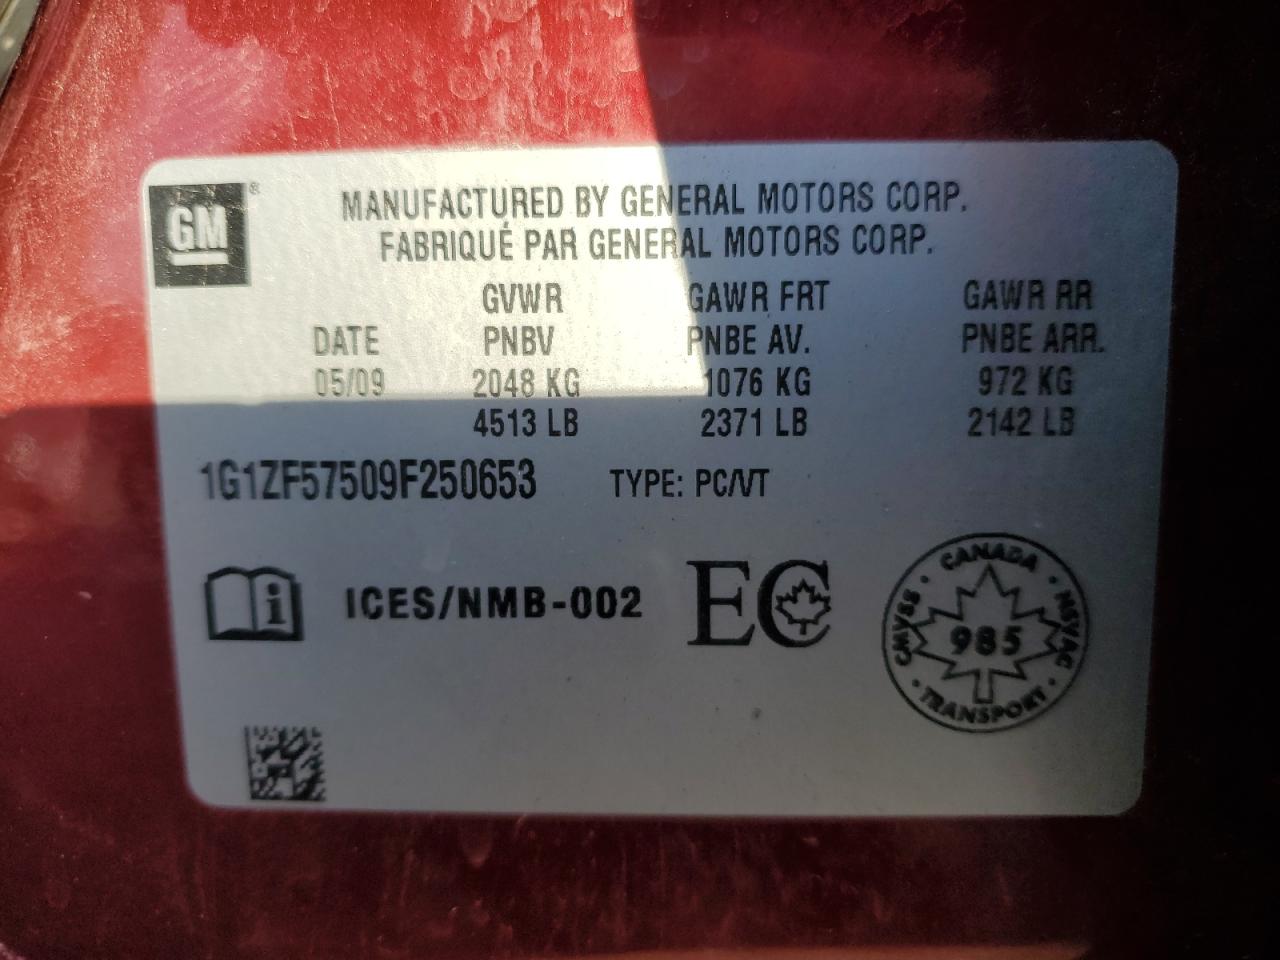 GM ®
MANUFACTURED BY GENERAL MOTORS CORP.
FABRIQUÉ PAR GENERAL MOTORS CORP.
GVWR GAWR FRT GAWR RR
DATE PNBV PNBE AV. PNBE ARR.
05/09 2048 KG 1076 KG 972 KG
4513 LB 2371 LB 2142 LB
1G1ZF57509F250653 TYPE: PC/VT
i ICES/NMB-002 EC
CANADA
CMVSS 985 NSVAC
TRANSPORT